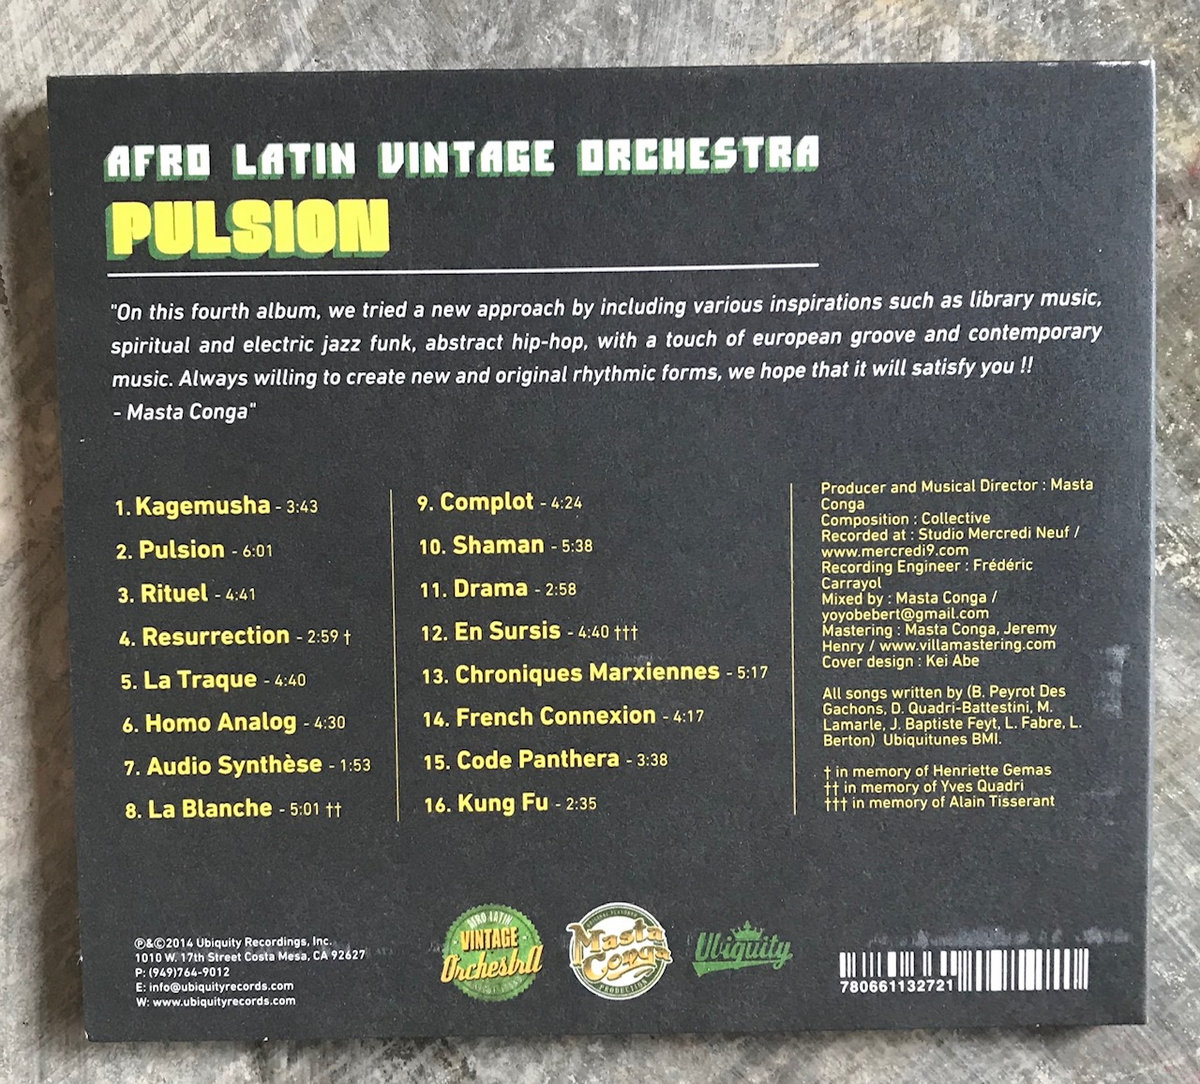 AFRO LATIN VINTAGE ORCHESTRA
PULSION
"On this fourth album, we tried a new approach by including various inspirations such as library music,
spiritual and electric jazz funk, abstract hip-hop, with a touch of european groove and contemporary
music. Always willing to create new and original rhythmic forms, we hope that it will satisfy you !!
- Masta Conga"
1. Kagemusha - 3:43
2. Pulsion - 6:01
3. Rituel - 4:41
4. Resurrection - 2:59 †
5. La Traque - 4:40
6. Homo Analog - 4:30
7. Audio Synthèse - 1:53
8. La Blanche - 5:01 ††
9. Complot - 4:24
10. Shaman - 5:38
11. Drama - 2:58
12. En Sursis - 4:40 †††
13. Chroniques Marxiennes - 5:17
14. French Connexion - 4:17
15. Code Panthera - 3:38
16. Kung Fu - 2:35
Producer and Musical Director : Masta
Conga
Composition : Collective
Recorded at : Studio Mercredi Neuf /
www.mercredi9.com
Recording Engineer : Frédéric
Carrayol
Mixed by : Masta Conga /
yoyobebert@gmail.com
Mastering : Masta Conga, Jeremy
Henry / www.villamastering.com
Cover design : Kei Abe
All songs written by (B. Peyrot Des
Gachons, D. Quadri-Battestini, M.
Lamarle, J. Baptiste Feyt, L. Fabre, L.
Berton) Ubiquitunes BMI.
† in memory of Henriette Gemas
†† in memory of Yves Quadri
††† in memory of Alain Tisserant
℗&©2014 Ubiquity Recordings, Inc.
1010 W. 17th Street Costa Mesa, CA 92627
P: (949)764-9012
E: info@ubiquityrecords.com
W: www.ubiquityrecords.com
AFRO LATIN
VINTAGE
Orchestra
Masta
Conga
PRODUCTION
Ubiquity
780661132721